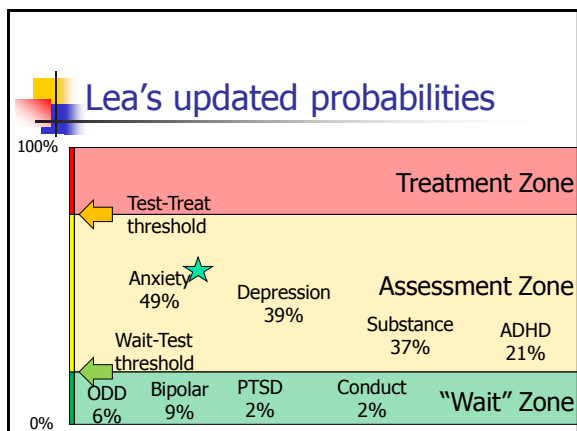 Lea's updated probabilities
100%
Treatment Zone
Test-Treat
threshold
Anxiety
49%
Depression
39%
Assessment Zone
Substance
37%
ADHD
21%
Wait-Test
threshold
ODD
6%
Bipolar
9%
PTSD
2%
Conduct
2%
"Wait" Zone
0%